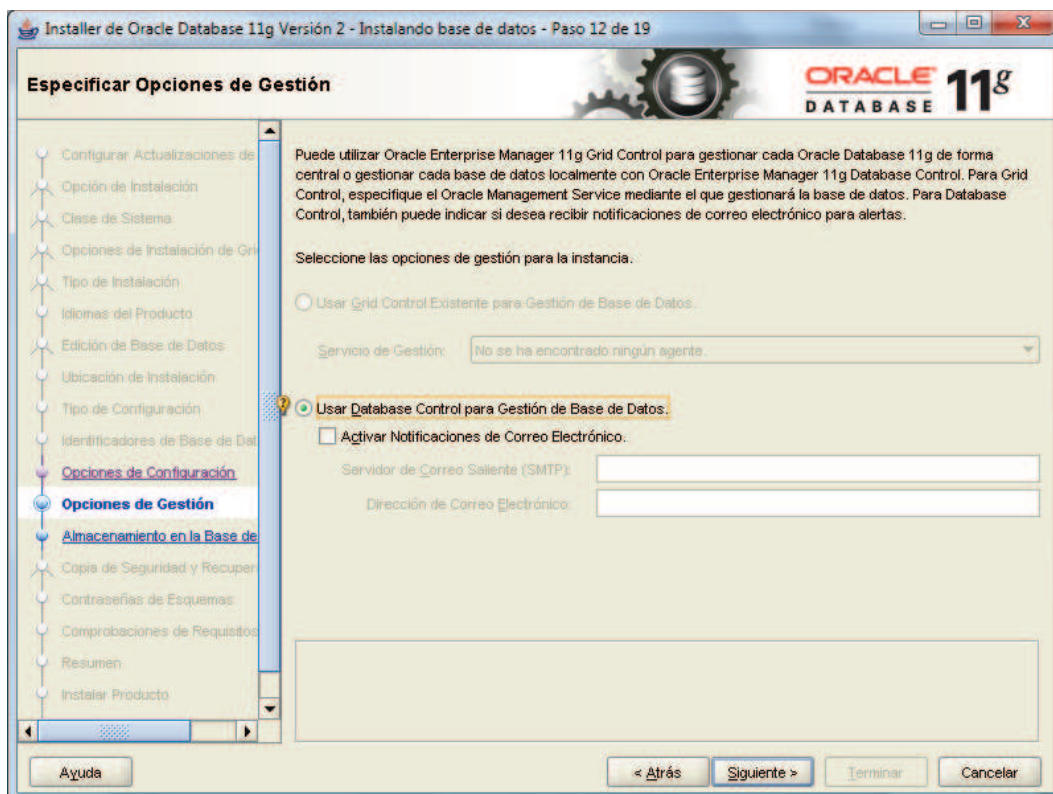 Installer de Oracle Database 11g Versión 2 - Instalando base de datos - Paso 12 de 19
Especificar Opciones de Gestión
ORACLE
DATABASE 11g
Configurar Actualizaciones de
Opción de Instalación
Clase de Sistema
Opciones de Instalación de Gri
Tipo de Instalación
Idiomas del Producto
Edición de Base de Datos
Ubicación de Instalación
Tipo de Configuración
Identificadores de Base de Dat
Opciones de Configuración
Opciones de Gestión
Almacenamiento en la Base de
Copia de Seguridad y Recuper
Contraseñas de Esquemas
Comprobaciones de Requisitos
Resumen
Instalar Producto
Puede utilizar Oracle Enterprise Manager 11g Grid Control para gestionar cada Oracle Database 11g de forma
central o gestionar cada base de datos localmente con Oracle Enterprise Manager 11g Database Control. Para Grid
Control, especifique el Oracle Management Service mediante el que gestionará la base de datos. Para Database
Control, también puede indicar si desea recibir notificaciones de correo electrónico para alertas.
Seleccione las opciones de gestión para la instancia.
Usar Grid Control Existente para Gestión de Base de Datos.
Servicio de Gestión: No se ha encontrado ningún agente.
Usar Database Control para Gestión de Base de Datos.
Activar Notificaciones de Correo Electrónico.
Servidor de Correo Saliente (SMTP):
Dirección de Correo Electrónico:
Ayuda
< Atrás
Siguiente >
Terminar
Cancelar